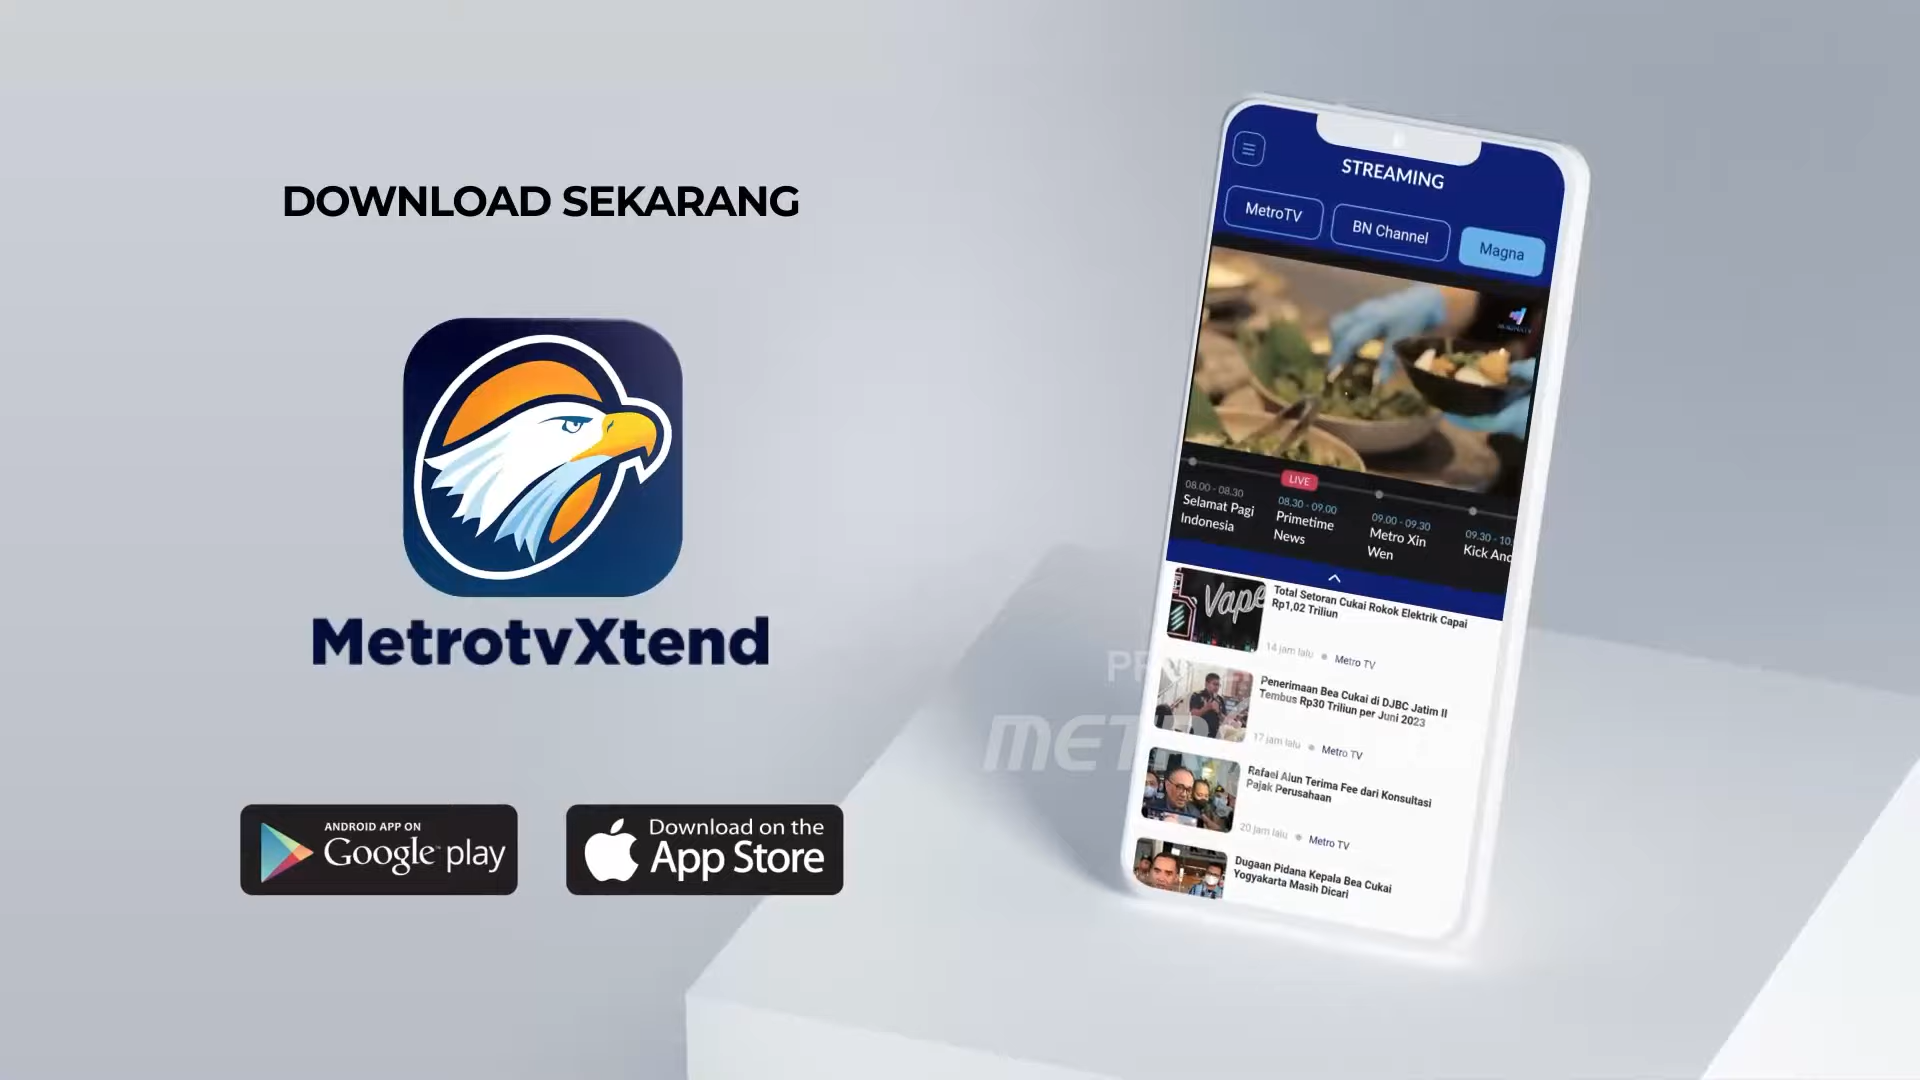 DOWNLOAD SEKARANG
MetrotvXtend
ANDROID APP ON
Google play
Download on the
App Store
STREAMING
MetroTV
BN Channel
Magna
LIVE
08.00 - 08.30
Selamat Pagi
Indonesia
08.30 - 09.00
Primetime
News
09.00 - 09.30
Metro Xin
Wen
09.30 - 10.
Kick And
Vape
Total Setoran Cukai Rokok Elektrik Capai
Rp1,02 Triliun
14 jam lalu
Metro TV
Penerimaan Bea Cukai di DJBC Jatim II
Tembus Rp30 Triliun per Juni 2023
17 jam lalu
Metro TV
Rafael Alun Terima Fee dari Konsultasi
Pajak Perusahaan
20 jam lalu
Metro TV
Dugaan Pidana Kepala Bea Cukai
Yogyakarta Masih Dicari